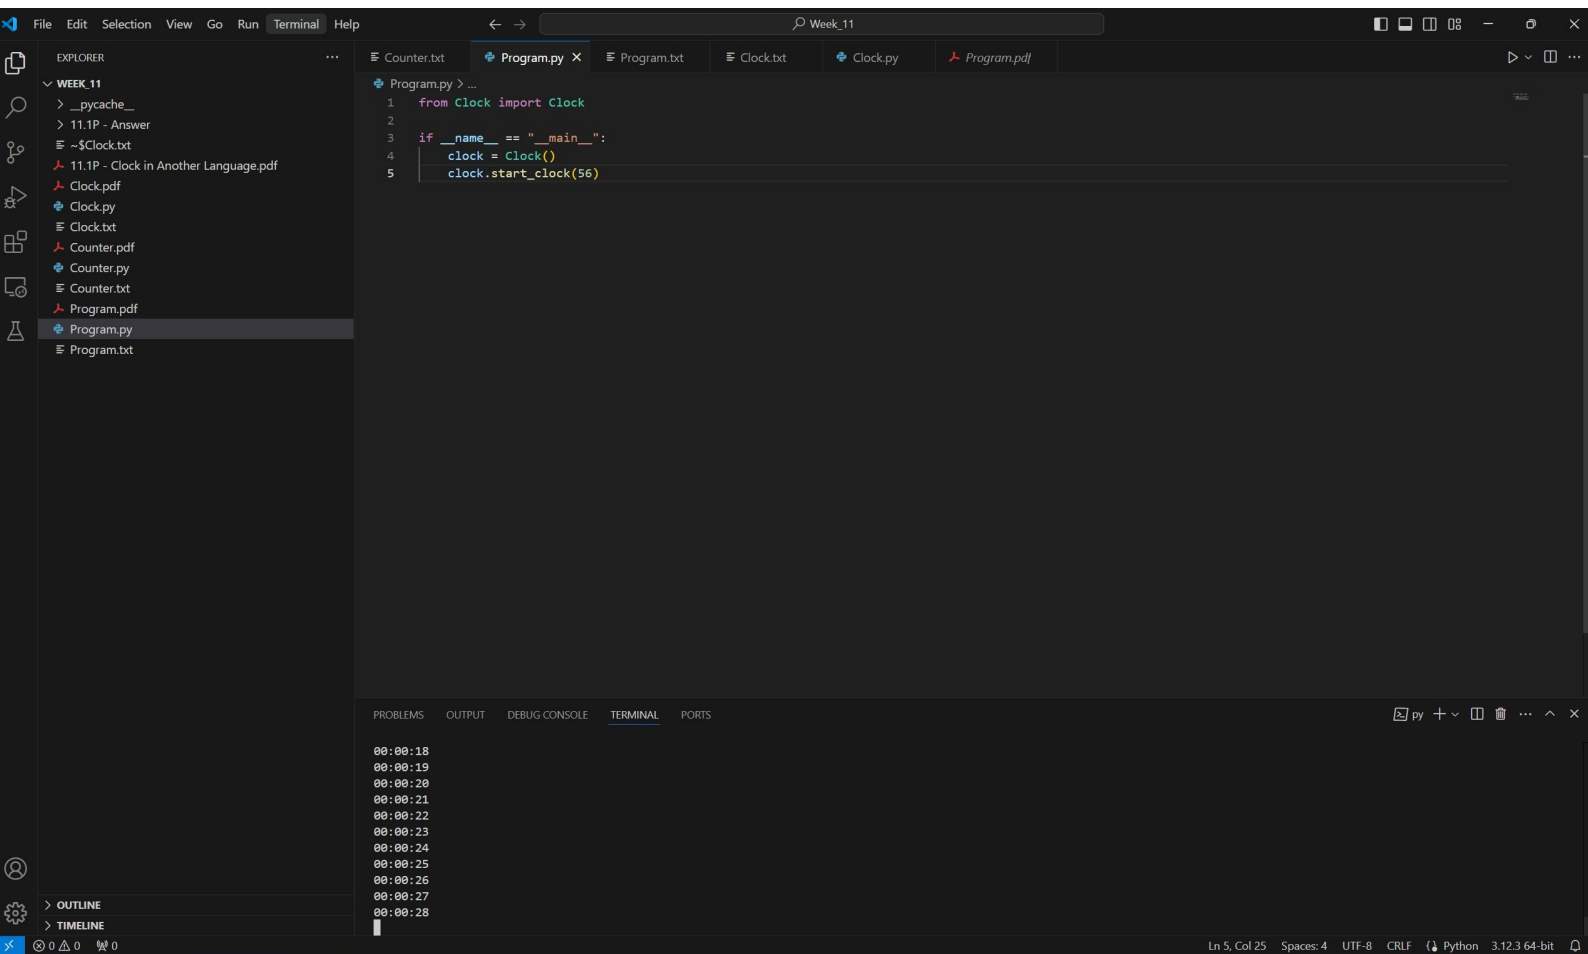 File Edit Selection View Go Run Terminal Help
Week_11
EXPLORER
WEEK_11
__pycache__
11.1P - Answer
~$Clock.txt
11.1P - Clock in Another Language.pdf
Clock.pdf
Clock.py
Clock.txt
Counter.pdf
Counter.py
Counter.txt
Program.pdf
Program.py
Program.txt
OUTLINE
TIMELINE
Counter.txt Program.py Program.txt Clock.txt Clock.py Program.pdf
Program.py > ...
1 from Clock import Clock
2
3 if __name__ == "__main__":
4 clock = Clock()
5 clock.start_clock(56)
PROBLEMS OUTPUT DEBUG CONSOLE TERMINAL PORTS
py
00:00:18
00:00:19
00:00:20
00:00:21
00:00:22
00:00:23
00:00:24
00:00:25
00:00:26
00:00:27
00:00:28
0 0 0
Ln 5, Col 25 Spaces: 4 UTF-8 CRLF Python 3.12.3 64-bit